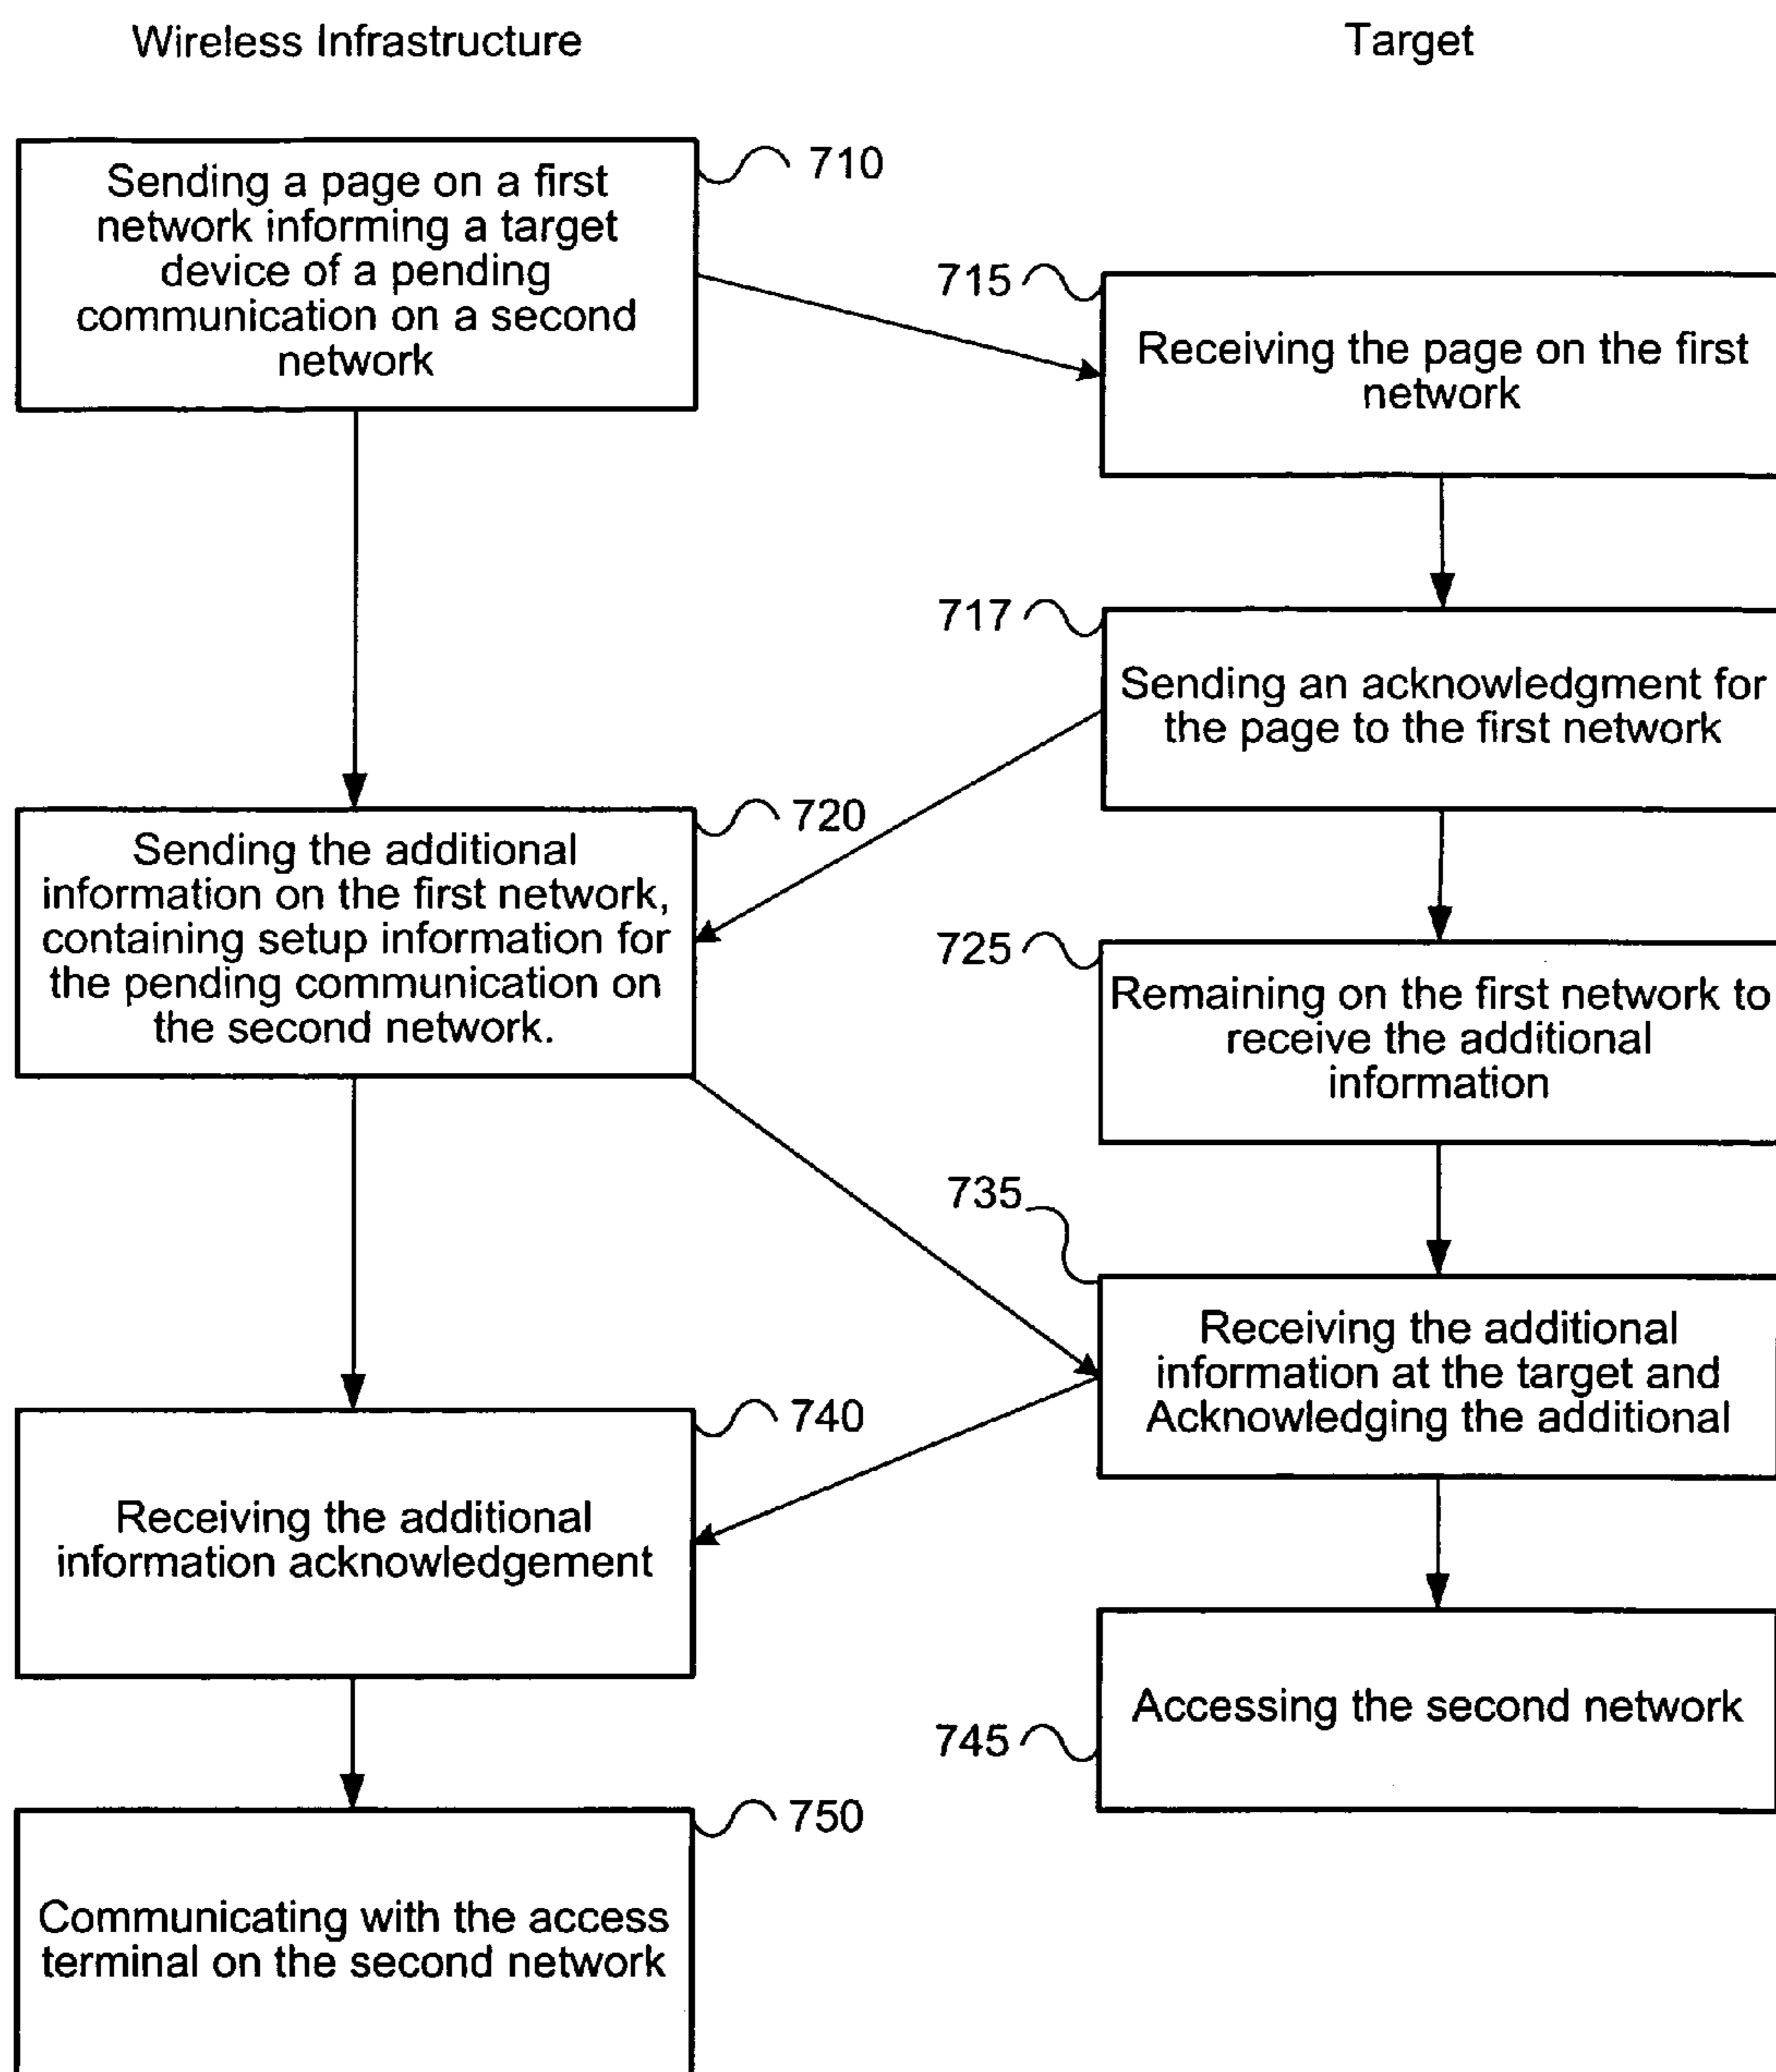 Wireless Infrastructure
Target
Sending a page on a first
network informing a target
device of a pending
communication on a second
network
710
715
Receiving the page on the first
network
717
Sending an acknowledgment for
the page to the first network
720
Sending the additional
information on the first network,
containing setup information for
the pending communication on
the second network.
725
Remaining on the first network to
receive the additional
information
735
Receiving the additional
information at the target and
Acknowledging the additional
740
Receiving the additional
information acknowledgement
745
Accessing the second network
750
Communicating with the access
terminal on the second network